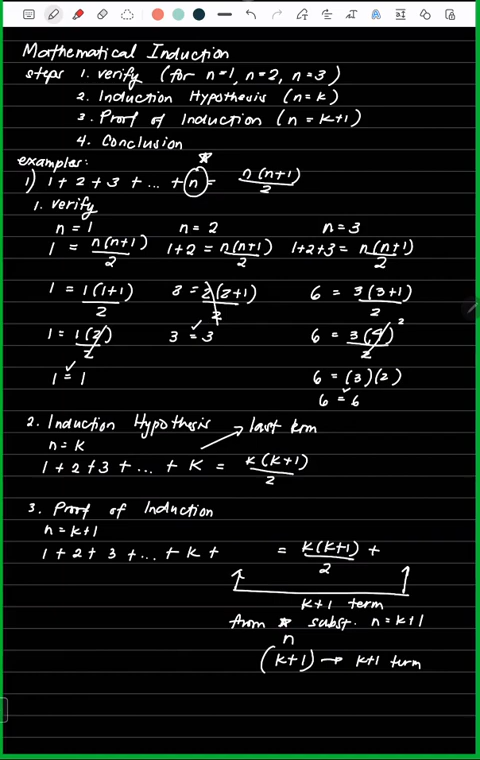 Mathematical Induction
steps 1. verify (for n=1, n=2, n=3)
2. Induction Hypothesis (n=k)
3. Proof of Induction (n=k+1)
4. Conclusion
examples:
1) 1+2+3+ ... + n = n(n+1)/2 *
1. verify
n=1 n=2 n=3
1 = n(n+1)/2 1+2 = n(n+1)/2 1+2+3 = n(n+1)/2
1 = 1(1+1)/2 3 = 2(2+1)/2 6 = 3(3+1)/2
1 = 1(2)/2 3 = 3 ✓ 6 = 3(4)/2 2
1 = 1 ✓ 6 = (3)(2)
6 = 6 ✓
2. Induction Hypothesis → last term
n=k
1+2+3+ ... + k = k(k+1)/2
3. Proof of Induction
n=k+1
1+2+3+ ... + k + = k(k+1)/2 +
k+1 term
from * subst. n=k+1
n
(k+1) → k+1 term